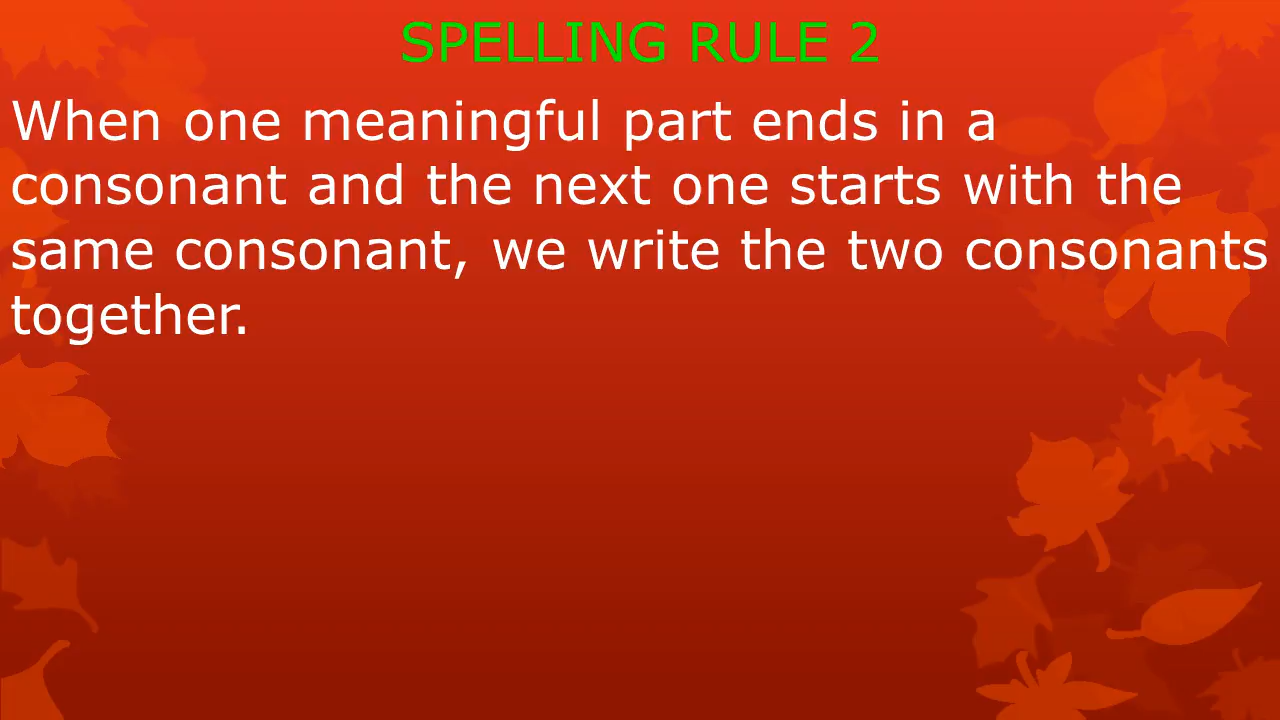 SPELLING RULE 2
When one meaningful part ends in a
consonant and the next one starts with the
same consonant, we write the two consonants
together.